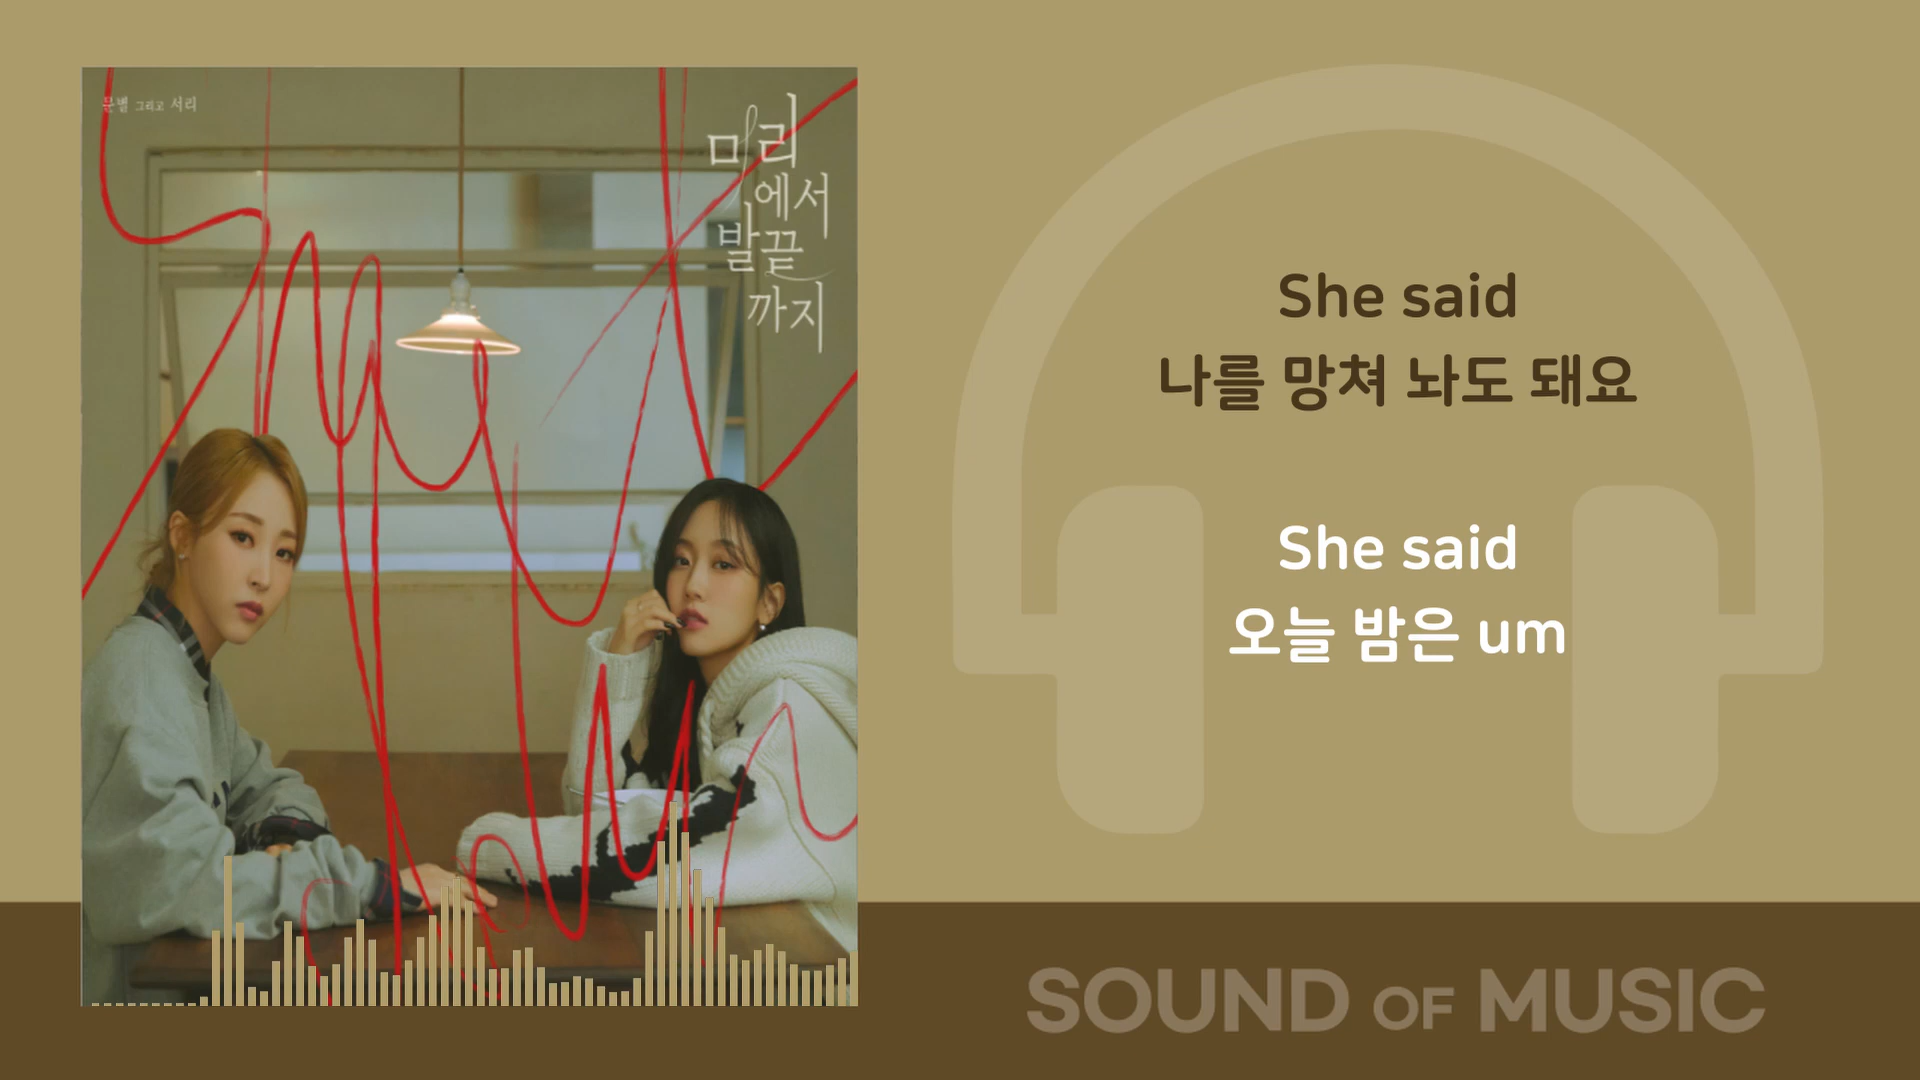 문별 그리고 서리
머리
에서
발끝
까지
She said
나를 망쳐 놔도 돼요
She said
오늘 밤은 um
SOUND OF MUSIC